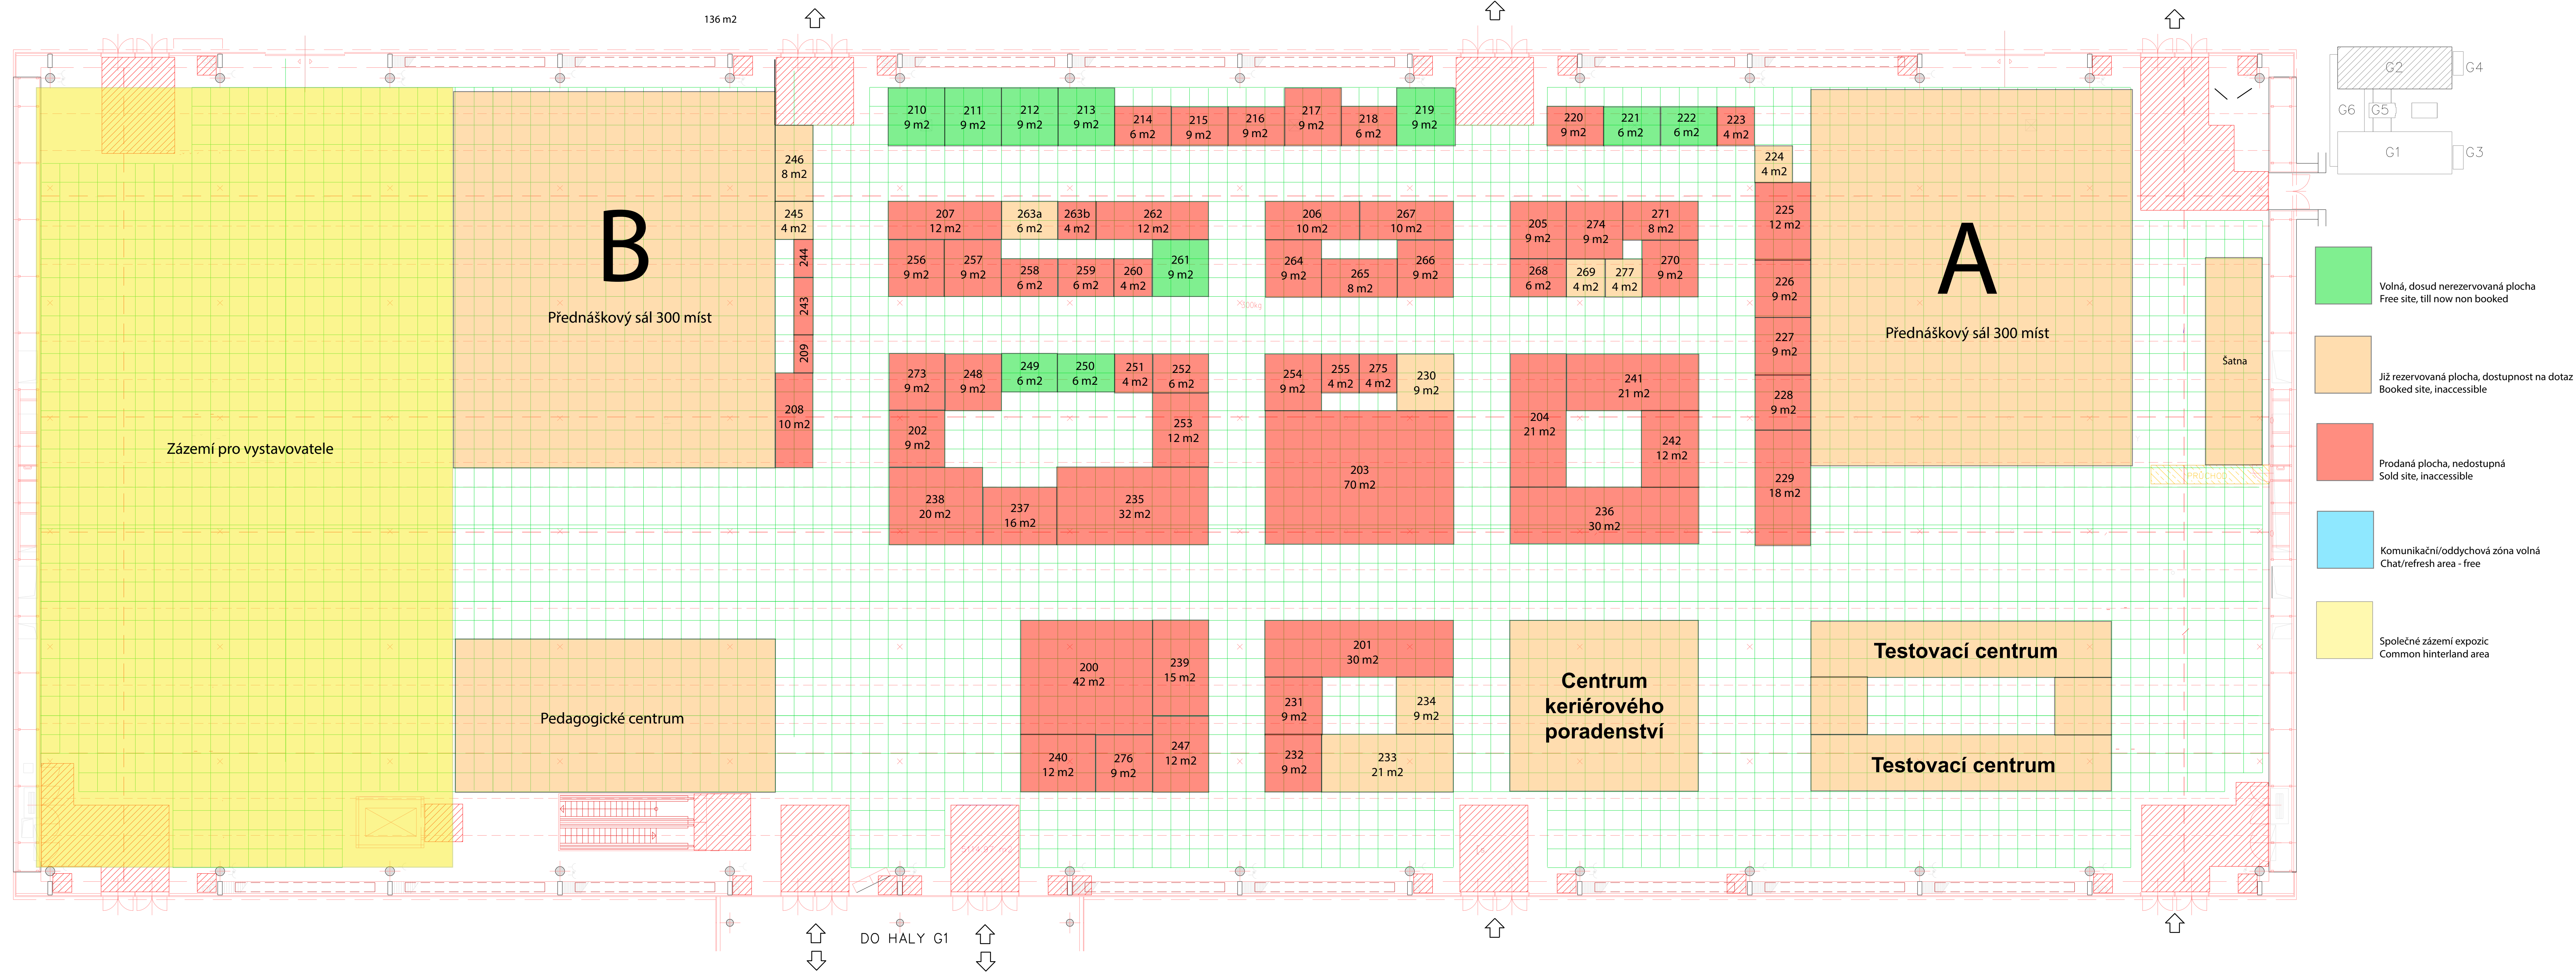 136 m2
G2
G4
G6
G5
G1
G3
210
9 m2
211
9 m2
212
9 m2
213
9 m2
214
6 m2
215
9 m2
216
9 m2
217
9 m2
218
6 m2
219
9 m2
220
9 m2
221
6 m2
222
6 m2
223
4 m2
224
4 m2
246
8 m2
245
4 m2
244
243
209
208
10 m2
B
Přednáškový sál 300 míst
A
Přednáškový sál 300 míst
207
12 m2
263a
6 m2
263b
4 m2
262
12 m2
256
9 m2
257
9 m2
258
6 m2
259
6 m2
260
4 m2
261
9 m2
206
10 m2
267
10 m2
264
9 m2
265
8 m2
266
9 m2
205
9 m2
274
9 m2
271
8 m2
268
6 m2
269
4 m2
277
4 m2
270
9 m2
225
12 m2
226
9 m2
227
9 m2
228
9 m2
229
18 m2
300kg
273
9 m2
248
9 m2
249
6 m2
250
6 m2
251
4 m2
252
6 m2
202
9 m2
253
12 m2
238
20 m2
237
16 m2
235
32 m2
254
9 m2
255
4 m2
275
4 m2
230
9 m2
203
70 m2
204
21 m2
241
21 m2
242
12 m2
236
30 m2
Šatna
PRŮCHOD
Zázemí pro vystavovatele
Pedagogické centrum
200
42 m2
239
15 m2
240
12 m2
276
9 m2
247
12 m2
201
30 m2
231
9 m2
234
9 m2
232
9 m2
233
21 m2
Centrum
keriérového
poradenství
Testovací centrum
Testovací centrum
DO HALY G1
Volná, dosud nerezervovaná plocha
Free site, till now non booked
Již rezervovaná plocha, dostupnost na dotaz
Booked site, inaccessible
Prodaná plocha, nedostupná
Sold site, inaccessible
Komunikační/oddychová zóna volná
Chat/refresh area - free
Společné zázemí expozic
Common hinterland area